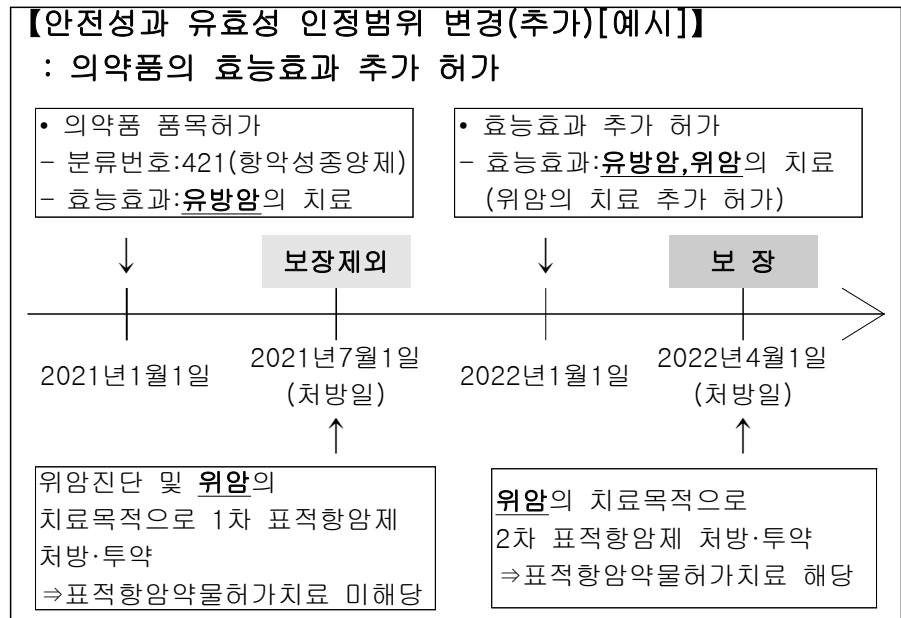 【안전성과 유효성 인정범위 변경(추가)[예시]】
: 의약품의 효능효과 추가 허가
• 의약품 품목허가
- 분류번호:421(항악성종양제)
- 효능효과:유방암의 치료
• 효능효과 추가 허가
- 효능효과:유방암,위암의 치료
(위암의 치료 추가 허가)
보장제외
보 장
2021년1월1일
2021년7월1일
(처방일)
2022년1월1일
2022년4월1일
(처방일)
위암진단 및 위암의
치료목적으로 1차 표적항암제
처방·투약
⇒표적항암약물허가치료 미해당
위암의 치료목적으로
2차 표적항암제 처방·투약
⇒표적항암약물허가치료 해당